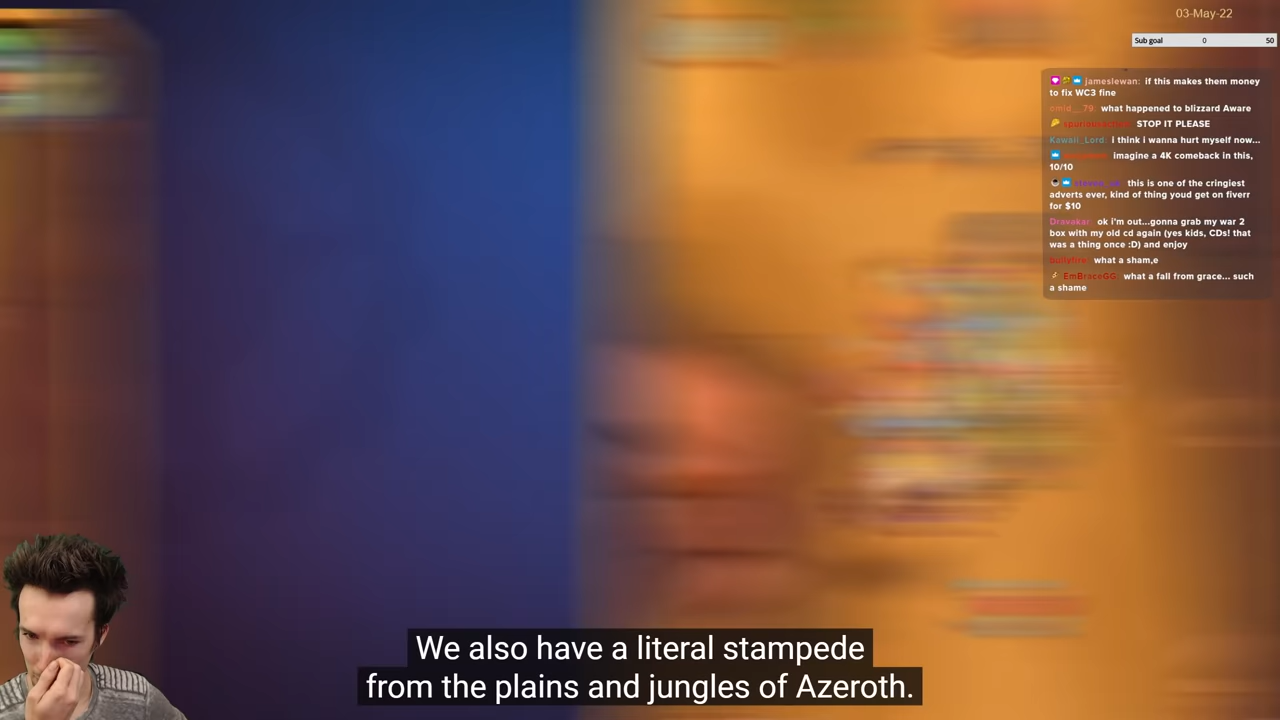 03-May-22
Sub goal 0 50
jameslewan: if this makes them money
to fix WC3 fine
omid__79: what happened to blizzard Aware
STOP IT PLEASE
Kawaii_Lord: i think i wanna hurt myself now...
imagine a 4K comeback in this,
10/10
this is one of the cringiest
adverts ever, kind of thing youd get on fiverr
for $10
Dravakar: ok i'm out...gonna grab my war 2
box with my old cd again (yes kids, CDs! that
was a thing once :D) and enjoy
what a sham,e
EmBraceGG: what a fall from grace... such
a shame
We also have a literal stampede
from the plains and jungles of Azeroth.